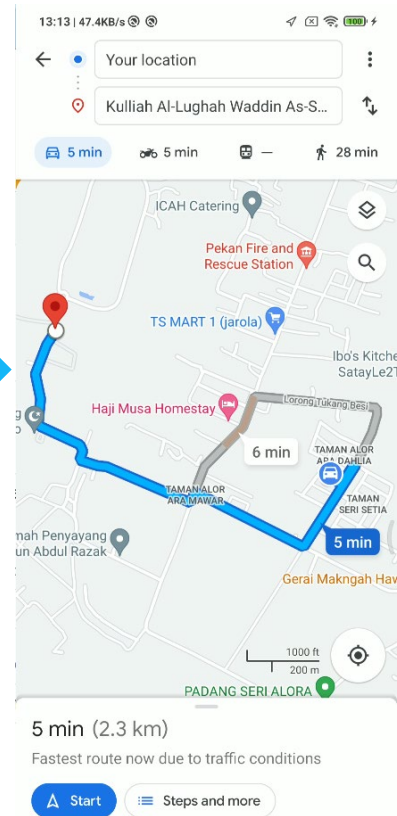 13:13 | 47.4KB/s
100
Your location
Kulliah Al-Lughah Waddin As-S...
5 min
5 min
—
28 min
ICAH Catering
Pekan Fire and
Rescue Station
TS MART 1 (jarola)
Ibo's Kitche
SatayLe2T
Haji Musa Homestay
Lorong Tukang Besi
6 min
TAMAN ALOR
ARA DAHLIA
TAMAN ALOR
ARA MAWAR
TAMAN
SERI SETIA
mah Penyayang
un Abdul Razak
5 min
Gerai Makngah Haw
1000 ft
200 m
PADANG SERI ALORA
5 min (2.3 km)
Fastest route now due to traffic conditions
Start
Steps and more